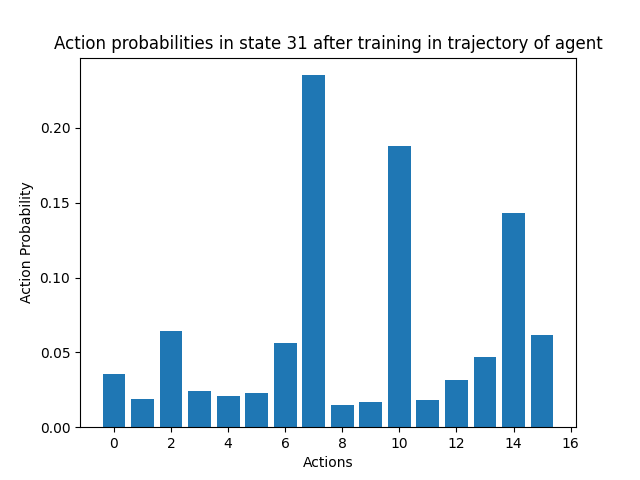 Action probabilities in state 31 after training in trajectory of agent
0.20
0.15
0.10
0.05
0.00
Action Probability
0 2 4 6 8 10 12 14 16
Actions